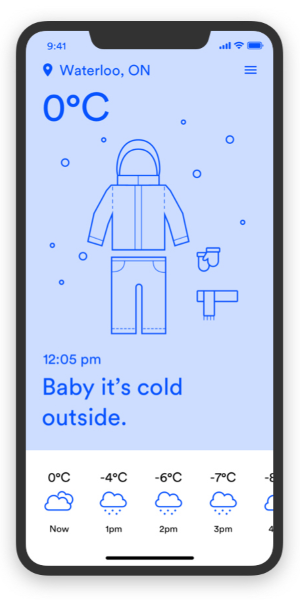 9:41
Waterloo, ON
0°C
12:05 pm
Baby it's cold
outside.
0°C -4°C -6°C -7°C -8
Now 1pm 2pm 3pm 4